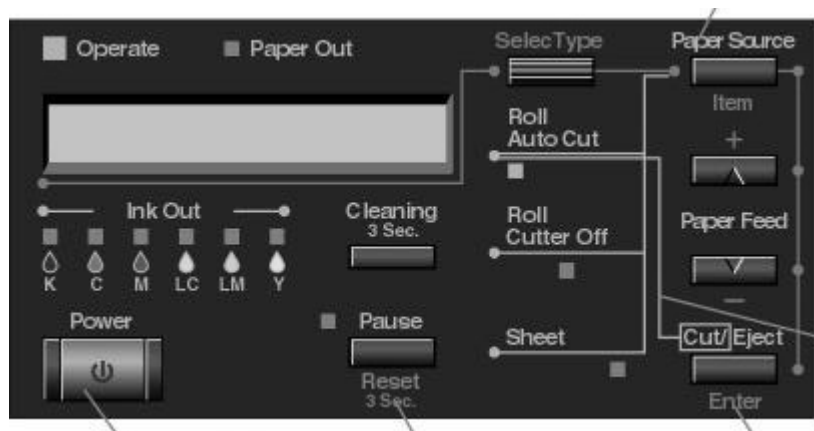 Operate
Paper Out
SelecType
Paper Source
Item
Roll
Auto Cut
+
Ink Out
Cleaning
3 Sec.
Roll
Cutter Off
Paper Feed
K C M LC LM Y
−
Power
Pause
Sheet
Cut/Eject
Reset
3 Sec.
Enter